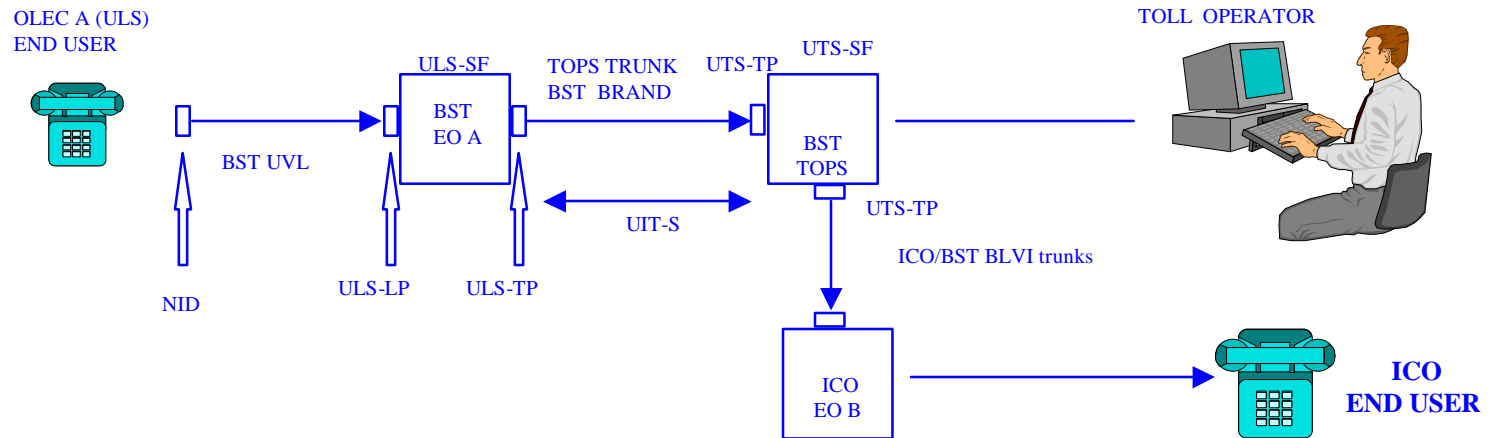 OLEC A (ULS)
END USER
TOLL OPERATOR
ULS-SF
TOPS TRUNK
BST BRAND
UTS-TP
UTS-SF
BST
EO A
BST UVL
BST
TOPS
UIT-S
UTS-TP
ICO/BST BLVI trunks
NID
ULS-LP
ULS-TP
ICO
EO B
ICO
END USER